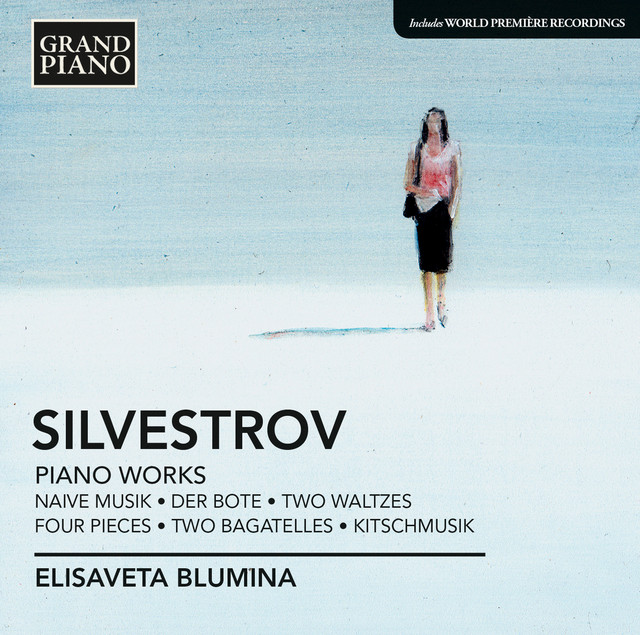 Includes WORLD PREMIÈRE RECORDINGS
GRAND
PIANO
SILVESTROV
PIANO WORKS
NAIVE MUSIK • DER BOTE • TWO WALTZES
FOUR PIECES • TWO BAGATELLES • KITSCHMUSIK
ELISAVETA BLUMINA